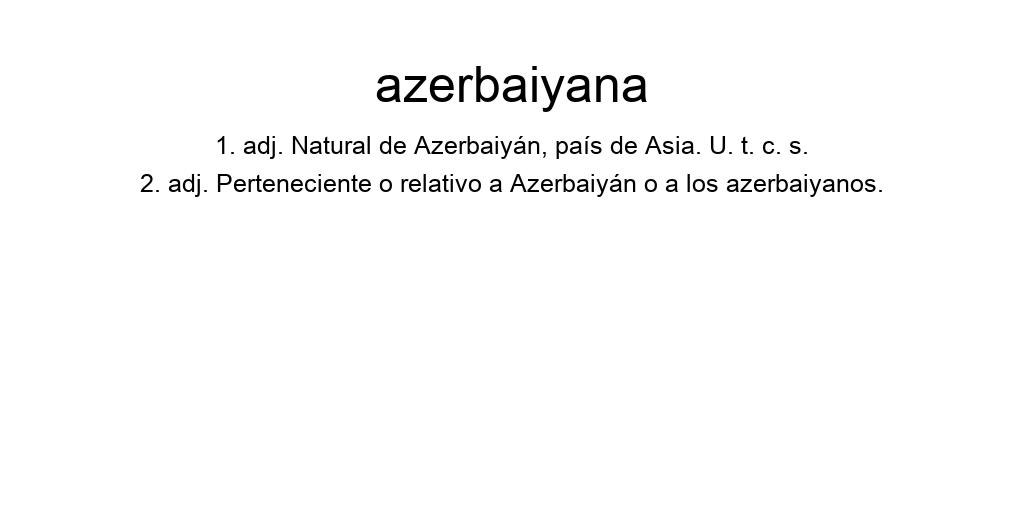 azerbaiyana
1. adj. Natural de Azerbaiyán, país de Asia. U. t. c. s.
2. adj. Perteneciente o relativo a Azerbaiyán o a los azerbaiyanos.